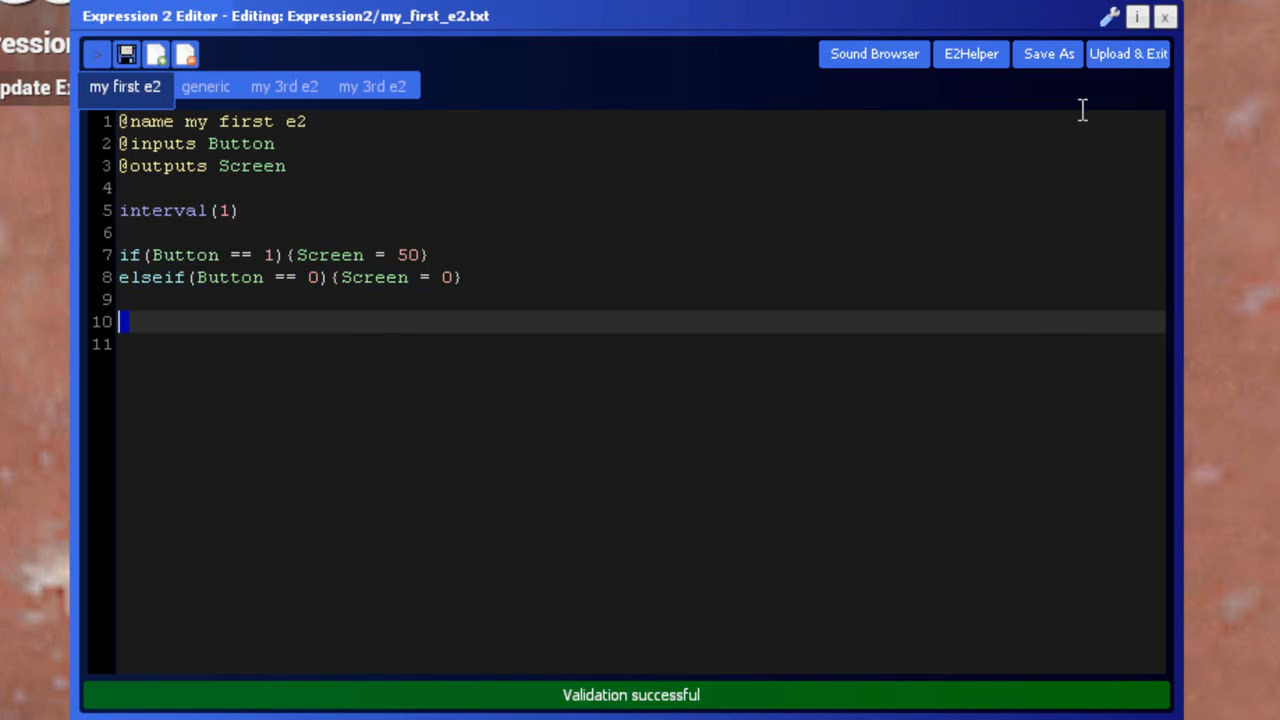 Expression 2 Editor - Editing: Expression2/my_first_e2.txt
i
x
ression
pdate E
>
Sound Browser
E2Helper
Save As
Upload & Exit
my first e2
generic
my 3rd e2
my 3rd e2
1 @name my first e2
2 @inputs Button
3 @outputs Screen
4
5 interval(1)
6
7 if(Button == 1){Screen = 50}
8 elseif(Button == 0){Screen = 0}
9
10
11
Validation successful